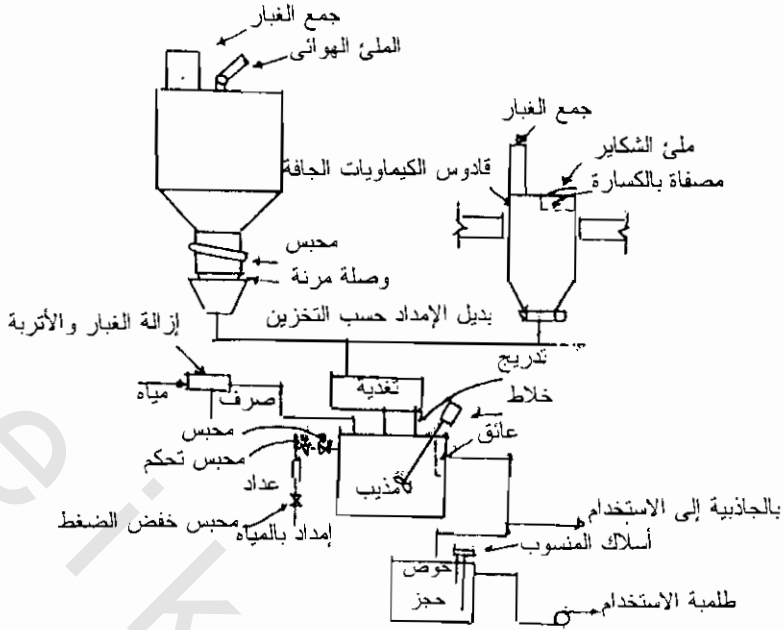 جمع الغبار
الملئ الهوائى
جمع الغبار
ملئ الشكاير
مصفاة بالكسارة
قادوس الكيماويات الجافة
محبس
وصلة مرنة
بديل الإمداد حسب التخزين
إزالة الغبار والأتربة
مياه
صرف
تغذية
تدريج
خلاط
عائق
محبس
محبس تحكم
عداد
مذيب
محبس خفض الضغط
إمداد بالمياه
بالجاذبية إلى الاستخدام
أسلاك المنسوب
حوض
حجز
طلمبة الاستخدام
e i k